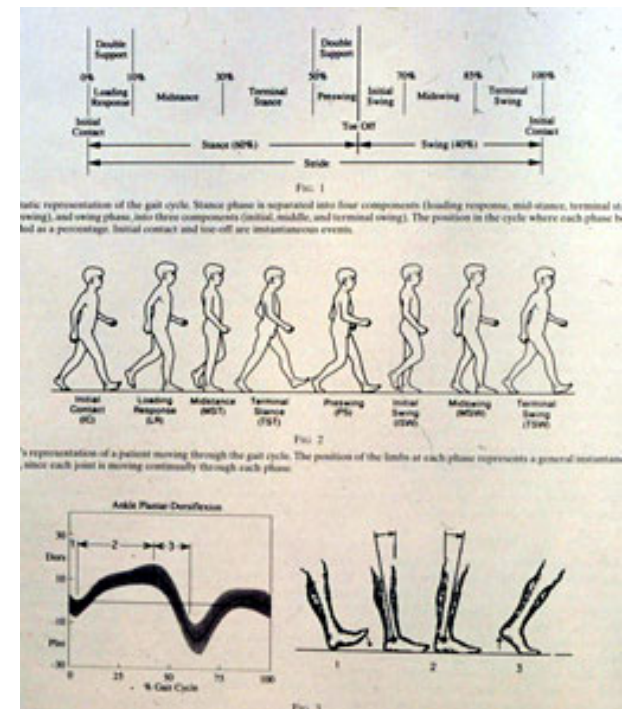 Double Support Double Support
0% 10% 30% 50% 70% 85% 100%
Loading Response Midstance Terminal Stance Preswing Initial Swing Midswing Terminal Swing
Initial Contact Toe Off Initial Contact
Stance (60%) Swing (40%)
Stride
FIG. 1
atic representation of the gait cycle. Stance phase is separated into four components (loading response, mid-stance, terminal st
swing), and swing phase, into three components (initial, middle, and terminal swing). The position in the cycle where each phase be
ed as a percentage. Initial contact and toe-off are instantaneous events.
Initial Contact (IC) Loading Response (LR) Midstance (MST) Terminal Stance (TST) Preswing (PS) Initial Swing (ISW) Midswing (MSW) Terminal Swing (TSW)
FIG. 2
's representation of a patient moving through the gait cycle. The position of the limbs at each phase represents a general instantane
, since each joint is moving continually through each phase.
Ankle Plantar Dorsiflexion
30
1 2 3
Dors
10
-10
Plan
-30
0 25 50 75 100
% Gait Cycle
1 2 3
FIG. 3